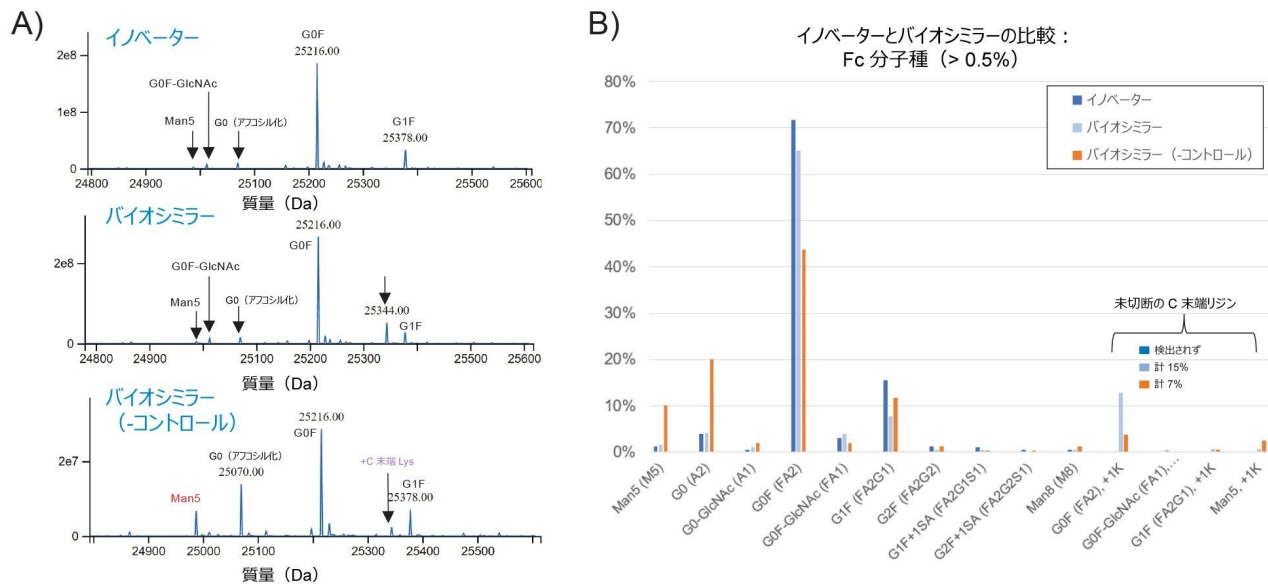 A)
イノベーター
2e8
1e8
0
G0F
25216.00
G0F-GlcNAc
Man5
G0（アフコシル化）
G1F
25378.00
24800
24900
25100
25200
25300
25400
25500
25600
質量（Da）
バイオシミラー
2e8
0
25216.00
G0F
G0F-GlcNAc
Man5
G0（アフコシル化）
25344.00
G1F
24800
24900
25100
25200
25300
25400
25500
25600
質量（Da）
バイオシミラー
（-コントロール）
2e7
0
25216.00
G0F
G0（アフコシル化）
25070.00
Man5
+C 末端 Lys
G1F
25378.00
24900
25000
25100
25200
25300
25400
25500
質量（Da）
B)
イノベーターとバイオシミラーの比較：
Fc 分子種（> 0.5%）
80%
70%
60%
50%
40%
30%
20%
10%
0%
イノベーター
バイオシミラー
バイオシミラー（-コントロール）
未切断の C 末端リジン
検出されず
計 15%
計 7%
Man5 (M5)
G0 (A2)
G0-GlcNAc (A1)
G0F (FA2)
G0F-GlcNAc (FA1)
G1F (FA2G1)
G2F (FA2G2)
G1F+1SA (FA2G1S1)
G2F+1SA (FA2G2S1)
Man8 (M8)
G0F (FA2), +1K
G0F-GlcNAc (FA1),....
G1F (FA2G1), +1K
Man5, +1K